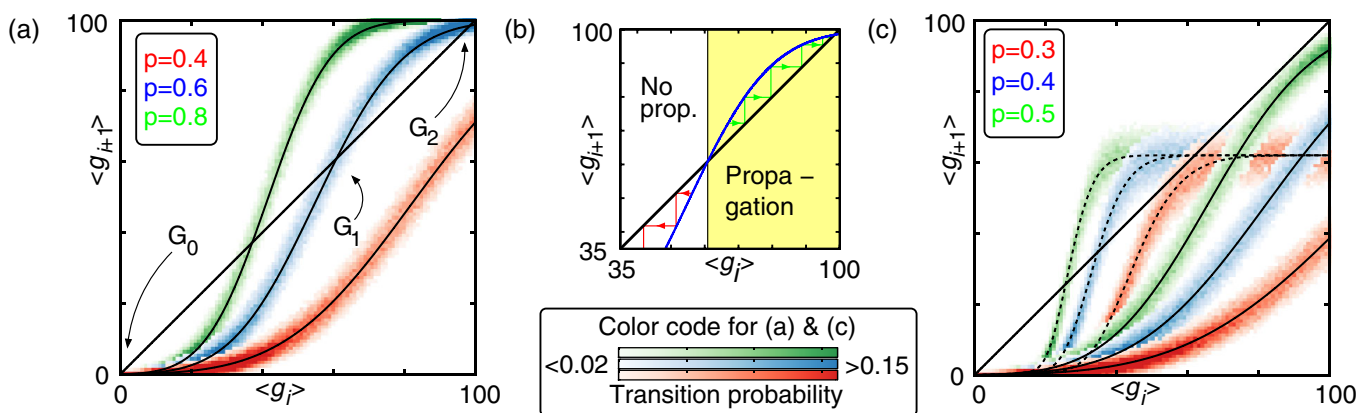 (a)
100
p=0.4
p=0.6
p=0.8
<g_{i+1}>
G_0
G_1
G_2
0
0
<g_i>
100
(b)
100
No
prop.
Propa –
gation
<g_{i+1}>
35
35
<g_i>
100
Color code for (a) & (c)
<0.02
>0.15
Transition probability
(c)
100
p=0.3
p=0.4
p=0.5
<g_{i+1}>
0
0
<g_i>
100